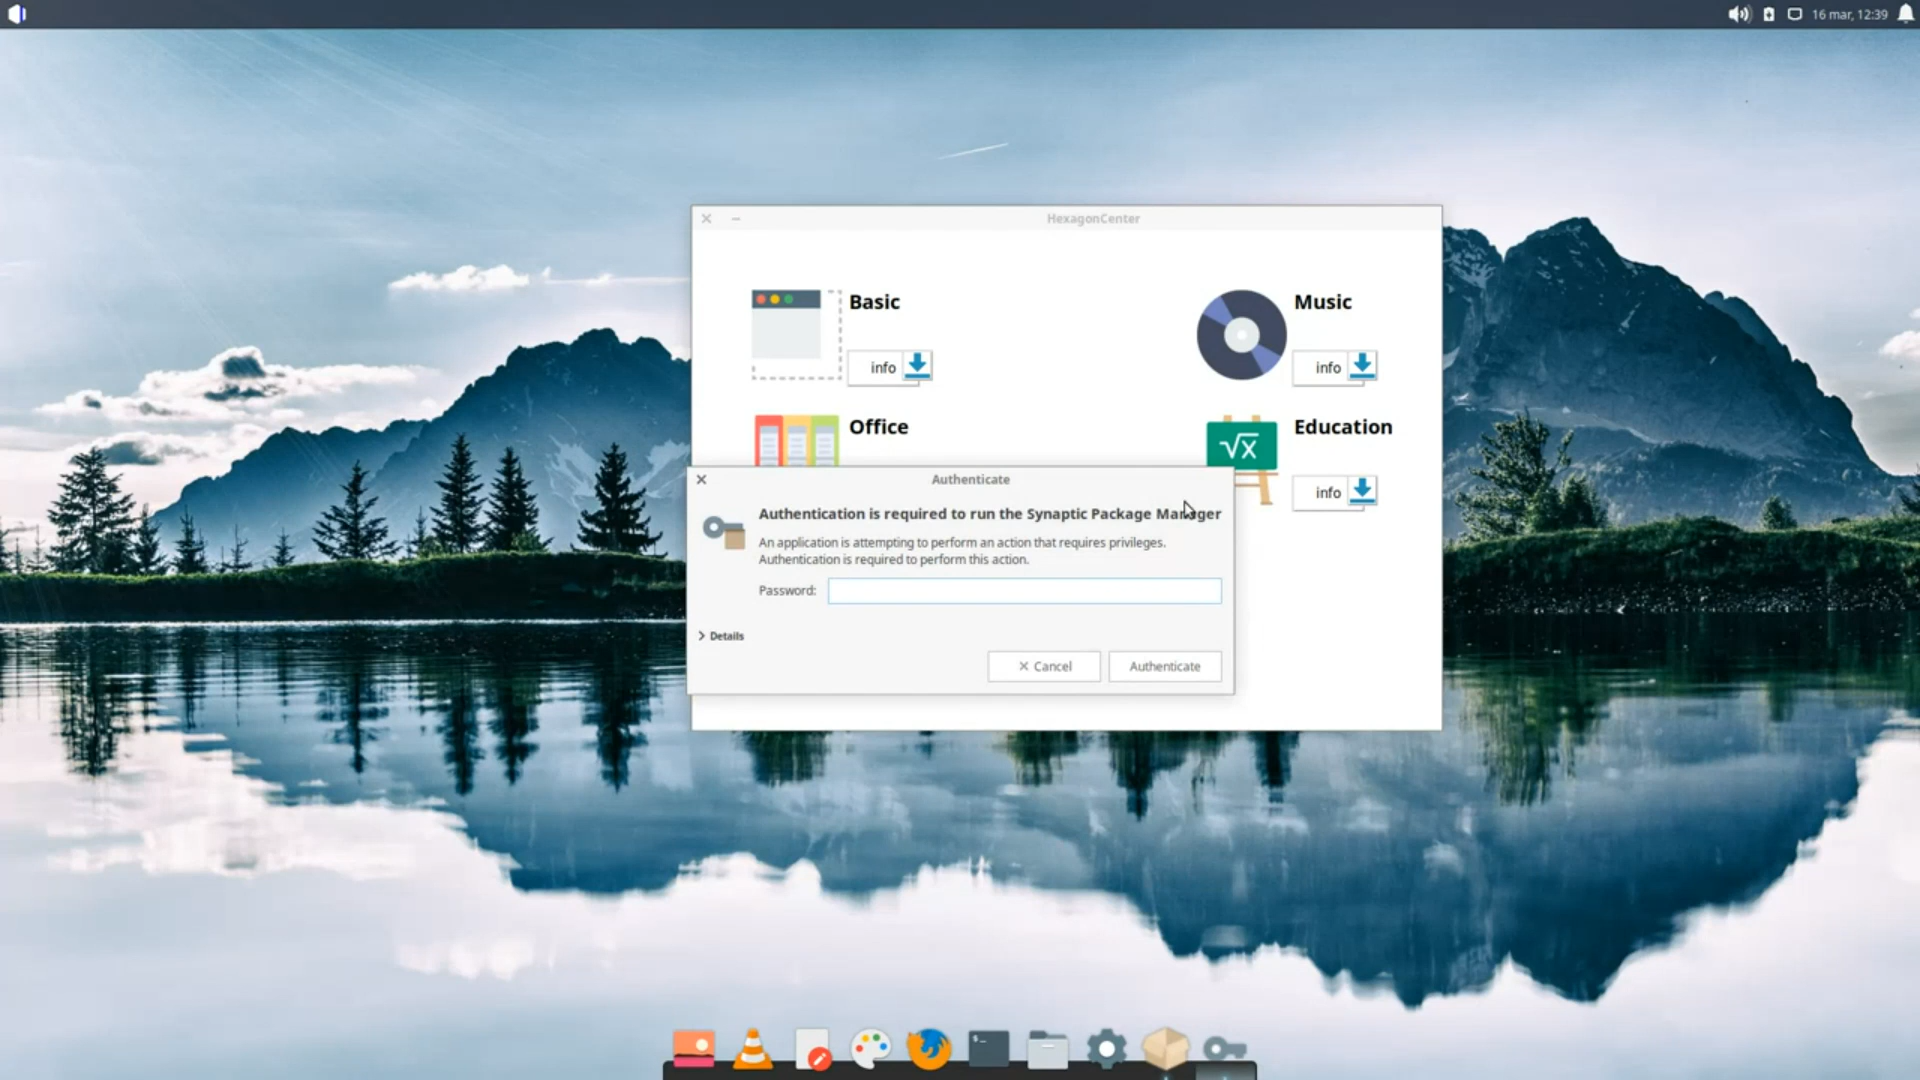 16 mar, 12:39
HexagonCenter
Basic
info
Music
info
Office
Education
info
Authenticate
Authentication is required to run the Synaptic Package Manager
An application is attempting to perform an action that requires privileges.
Authentication is required to perform this action.
Password:
Details
Cancel
Authenticate